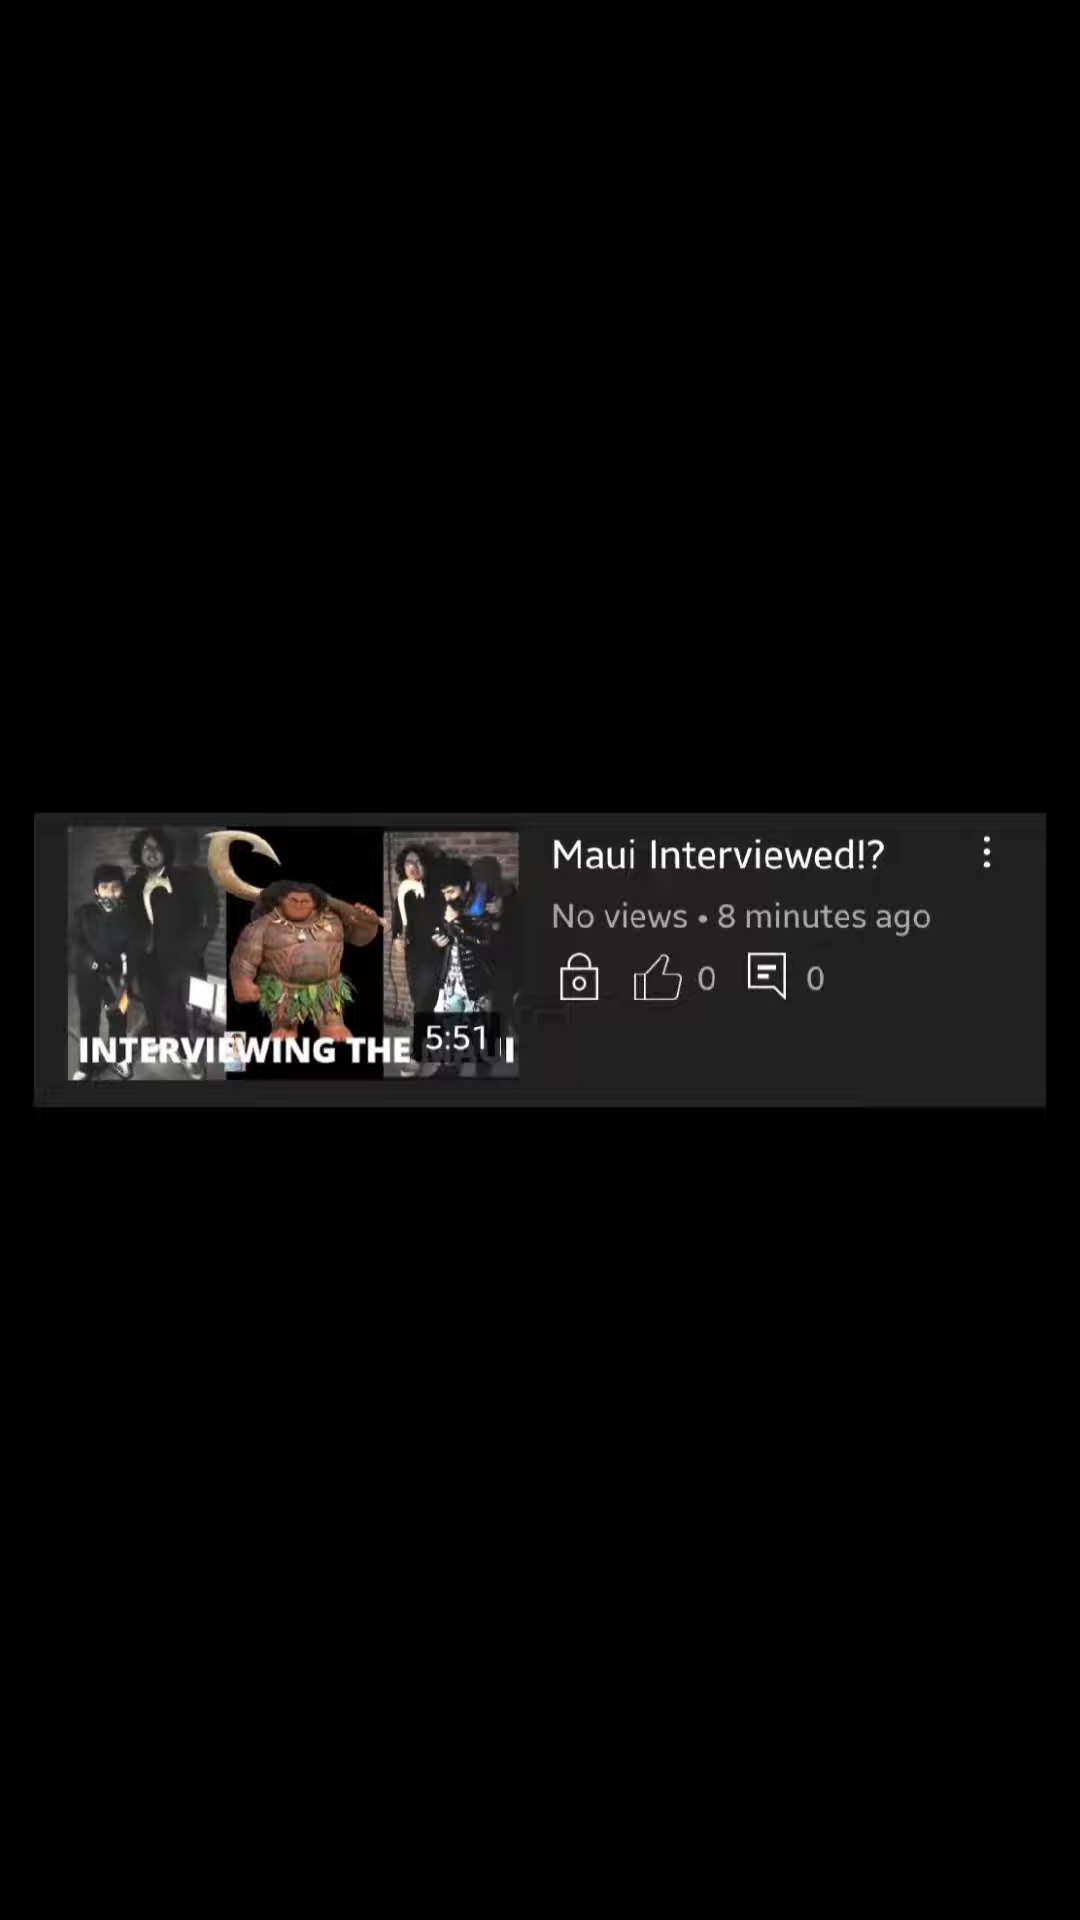 Maui Interviewed!?
No views • 8 minutes ago
0 0
INTERVIEWING THE
5:51